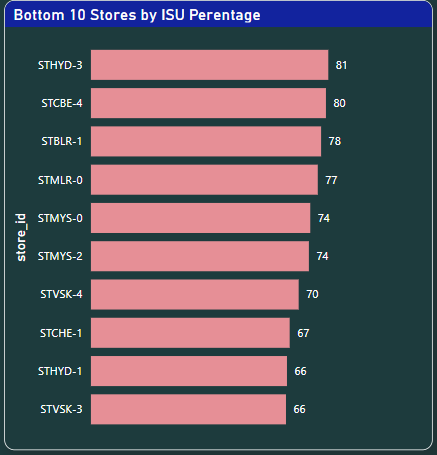 Bottom 10 Stores by ISU Perentage
store_id
STHYD-3 81
STCBE-4 80
STBLR-1 78
STMLR-0 77
STMYS-0 74
STMYS-2 74
STVSK-4 70
STCHE-1 67
STHYD-1 66
STVSK-3 66